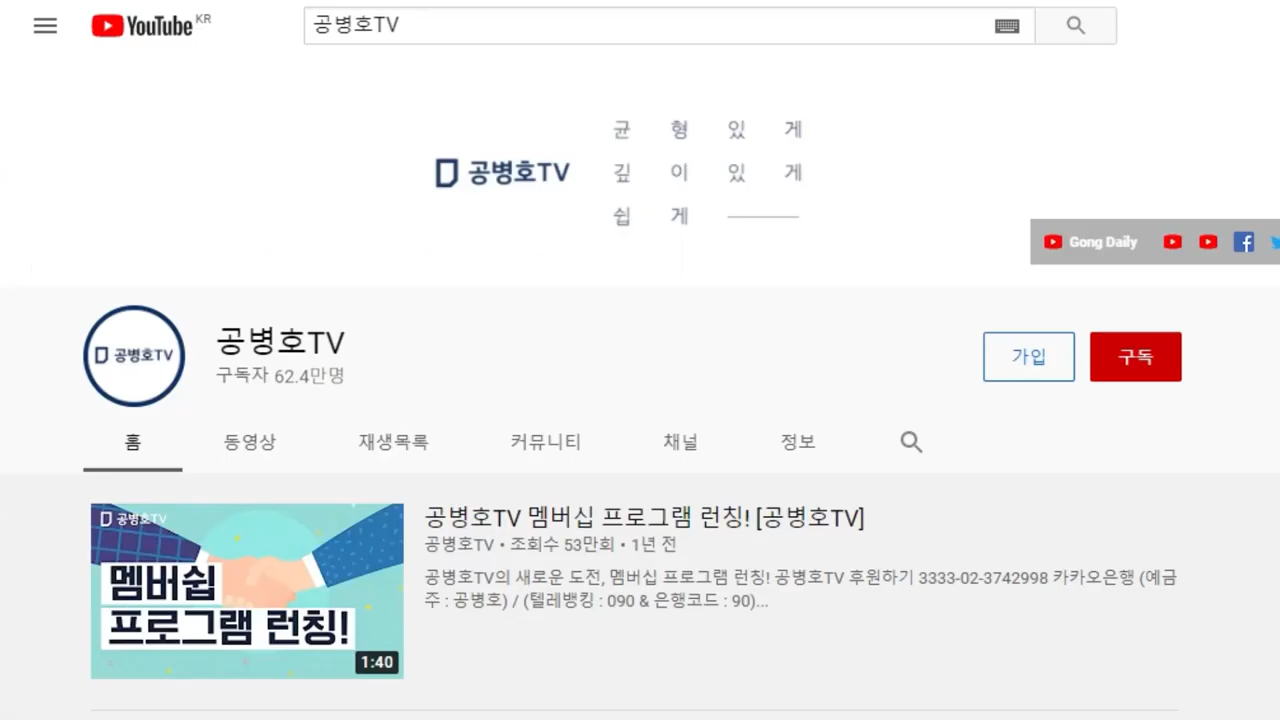 YouTube KR
공병호TV
공병호TV
균 형 있 게
깊 이 있 게
쉽 게
Gong Daily
공병호TV
공병호TV
구독자 62.4만명
가입
구독
홈 동영상 재생목록 커뮤니티 채널 정보
공병호TV
멤버쉽
프로그램 런칭!
1:40
공병호TV 멤버십 프로그램 런칭! [공병호TV]
공병호TV • 조회수 53만회 • 1년 전
공병호TV의 새로운 도전, 멤버십 프로그램 런칭! 공병호TV 후원하기 3333-02-3742998 카카오은행 (예금
주 : 공병호) / (텔레뱅킹 : 090 & 은행코드 : 90)...